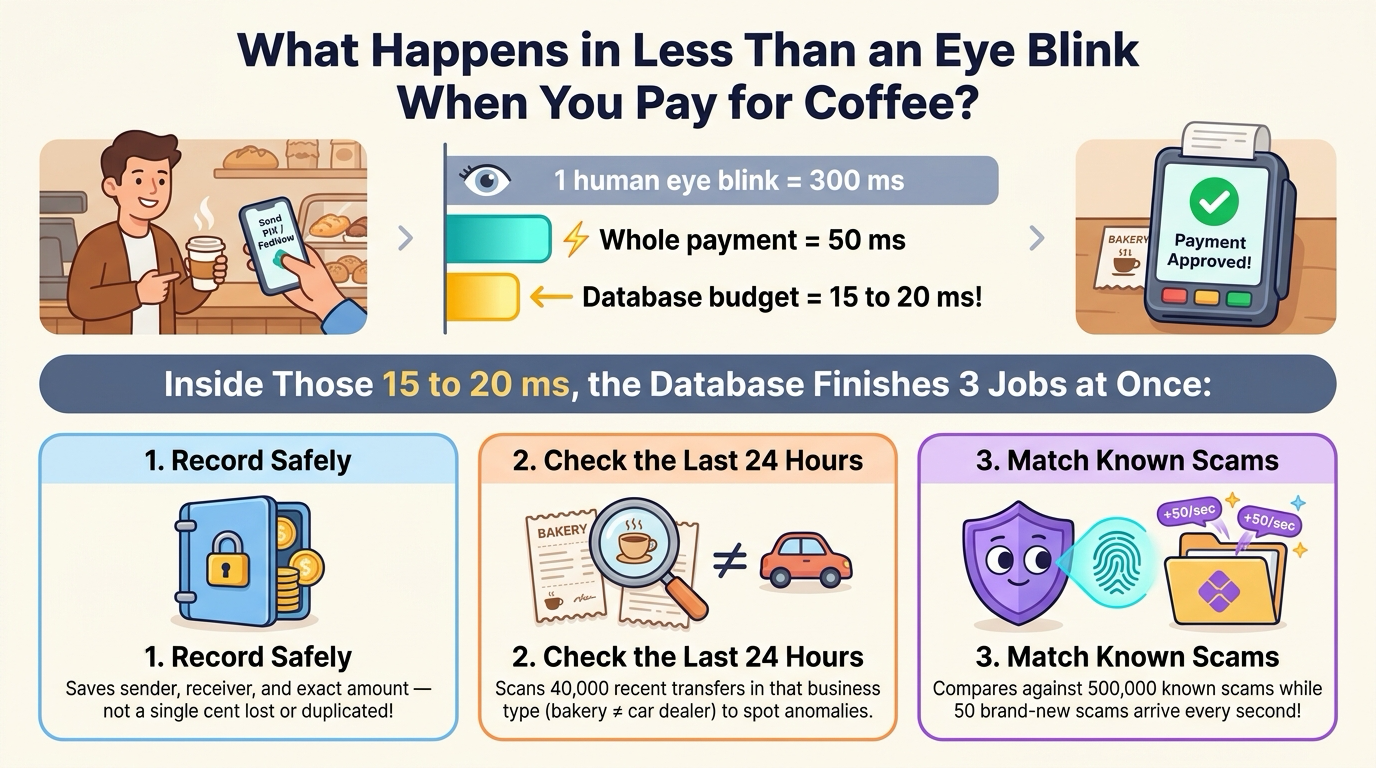 What Happens in Less Than an Eye Blink
When You Pay for Coffee?
Send
PIX /
FedNow
1 human eye blink = 300 ms
Whole payment = 50 ms
Database budget = 15 to 20 ms!
BAKERY
Payment
Approved!
Inside Those 15 to 20 ms, the Database Finishes 3 Jobs at Once:
1. Record Safely
1. Record Safely
Saves sender, receiver, and exact amount —
not a single cent lost or duplicated!
2. Check the Last 24 Hours
BAKERY
≠
2. Check the Last 24 Hours
Scans 40,000 recent transfers in that business
type (bakery ≠ car dealer) to spot anomalies.
3. Match Known Scams
+50/sec
+50/sec
3. Match Known Scams
Compares against 500,000 known scams while
50 brand-new scams arrive every second!